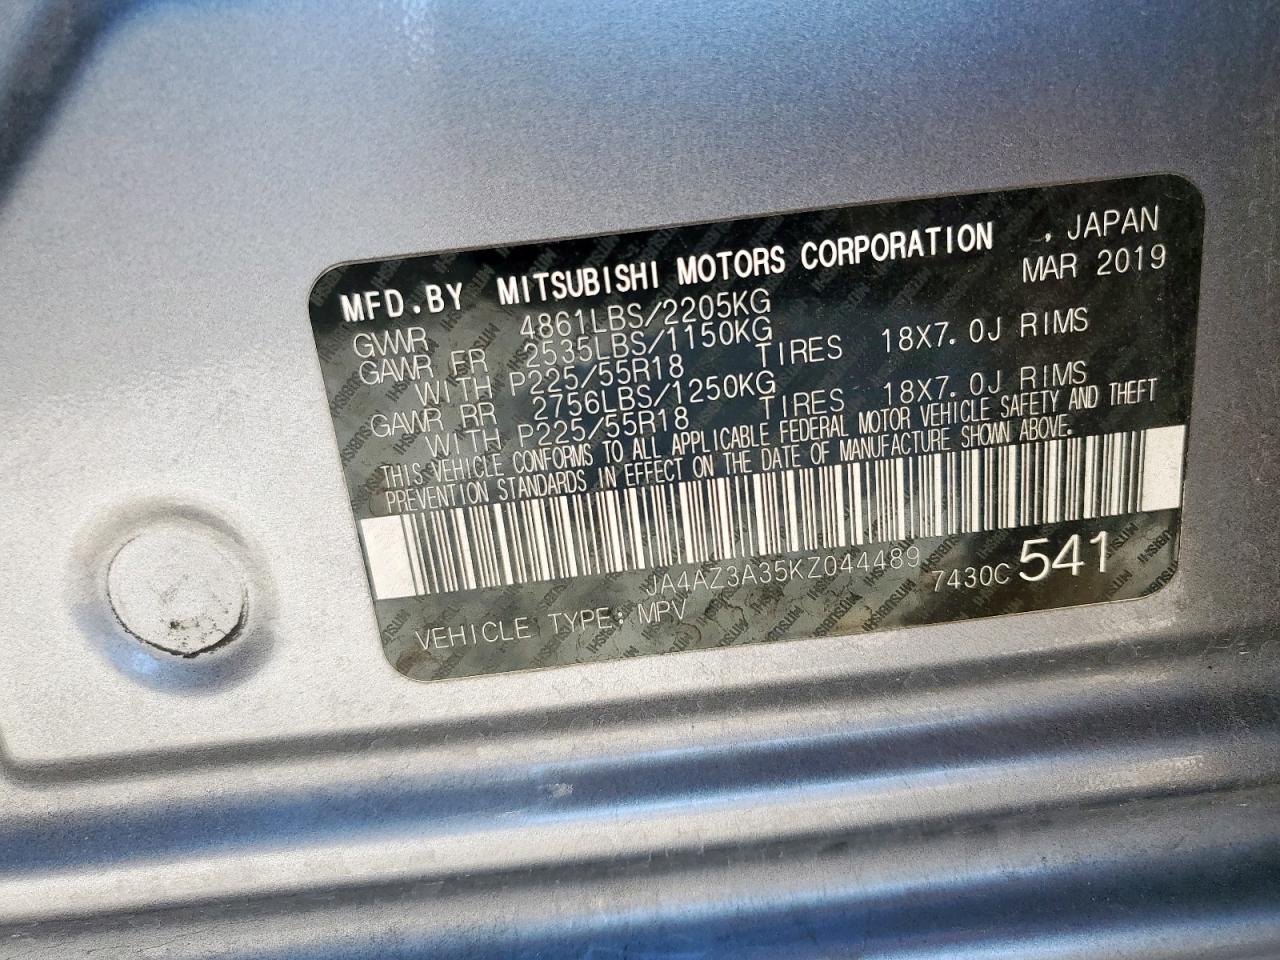 MFD.BY MITSUBISHI MOTORS CORPORATION , JAPAN
MAR 2019
GVWR 4861LBS/2205KG
GAWR FR 2535LBS/1150KG
WITH P225/55R18 TIRES 18X7.0J RIMS
GAWR RR 2756LBS/1250KG
WITH P225/55R18 TIRES 18X7.0J RIMS
THIS VEHICLE CONFORMS TO ALL APPLICABLE FEDERAL MOTOR VEHICLE SAFETY AND THEFT
PREVENTION STANDARDS IN EFFECT ON THE DATE OF MANUFACTURE SHOWN ABOVE.
JA4AZ3A35KZ044489 7430C 541
VEHICLE TYPE: MPV